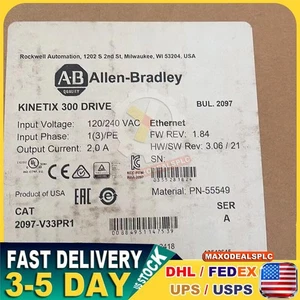 Rockwell Automation, 1202 S 2nd St, Milwaukee, WI 53204, USA
AB Allen-Bradley
KINETIX 300 DRIVE BUL. 2097
Input Voltage: 120/240 VAC Ethernet
Input Phase: 1(3)/PE FW REV: 1.84
Output Current: 2.0 A HW/SW Rev: 3.06 / 21
SN:
Product of USA
Material: PN-55549
CAT SER
2097-V33PR1 A
MAXODEALSPLC
FAST DELIVERY
3-5 DAY
US STOCK
DHL / FEDEX
UPS / USPS